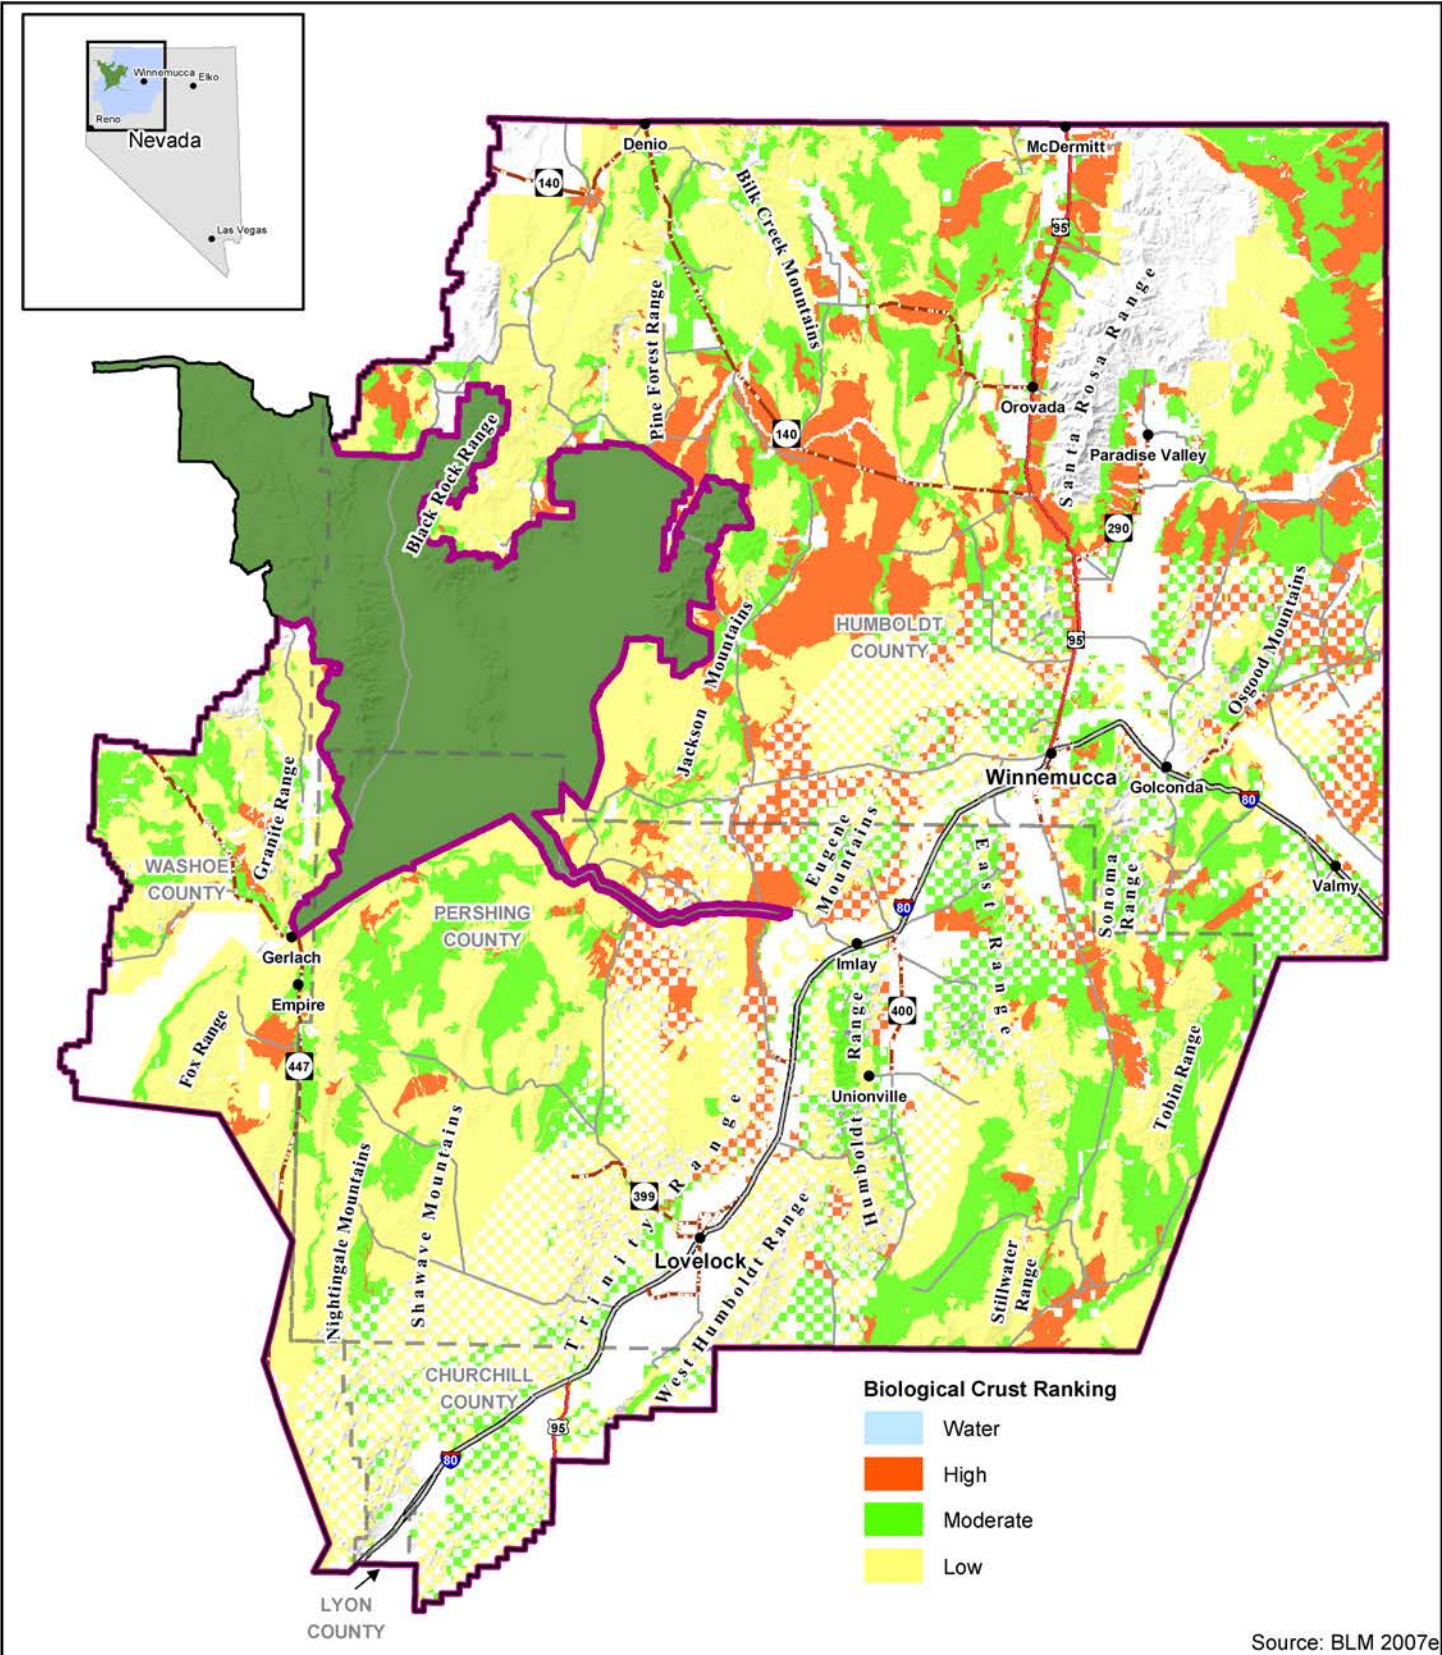 Winnemucca
Elko
Reno
Nevada
Las Vegas
Denio
McDermitt
140
95
Bilk Creek Mountains
Pine Forest Range
Santa Rosa Range
Orovada
140
Paradise Valley
Black Rock Range
290
HUMBOLDT
COUNTY
Jackson Mountains
95
Osgood Mountains
Winnemucca
Golconda
80
Granite Range
WASHOE
COUNTY
Eugene
Mountains
East Range
Sonoma
Range
Valmy
PERSHING
COUNTY
80
Gerlach
Imlay
Empire
400
Fox Range
447
Unionville
Humboldt Range
Tobin Range
Nightingale Mountains
Shawave Mountains
399
Trinity Range
Lovelock
West Humboldt Range
Stillwater
Range
CHURCHILL
COUNTY
95
80
LYON
COUNTY
Biological Crust Ranking
Water
High
Moderate
Low
Source: BLM 2007e